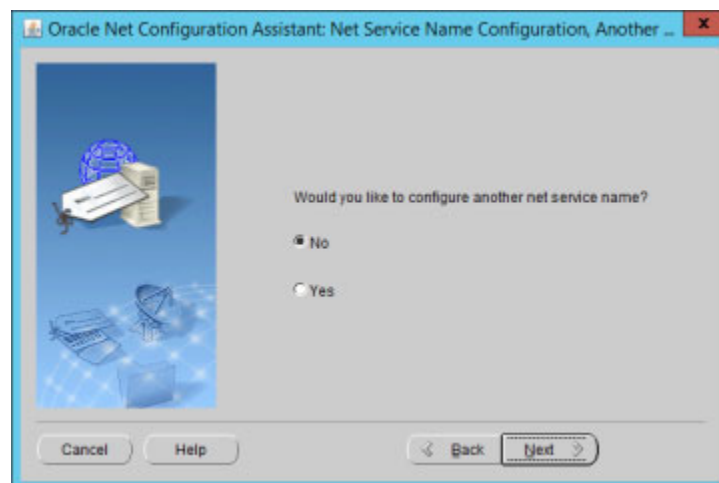 Oracle Net Configuration Assistant: Net Service Name Configuration, Another ...
Would you like to configure another net service name?
No
Yes
Cancel
Help
Back
Next